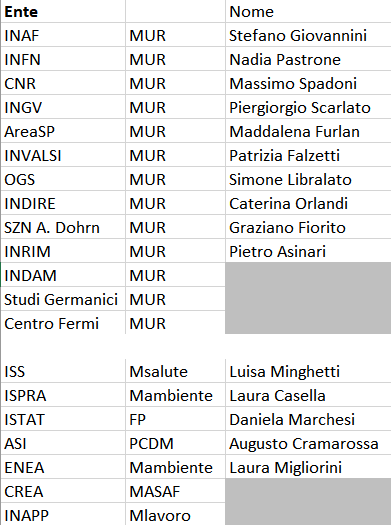 Ente Nome
INAF MUR Stefano Giovannini
INFN MUR Nadia Pastrone
CNR MUR Massimo Spadoni
INGV MUR Piergiorgio Scarlato
AreaSP MUR Maddalena Furlan
INVALSI MUR Patrizia Falzetti
OGS MUR Simone Libralato
INDIRE MUR Caterina Orlandi
SZN A. Dohrn MUR Graziano Fiorito
INRIM MUR Pietro Asinari
INDAM MUR
Studi Germanici MUR
Centro Fermi MUR
ISS Msalute Luisa Minghetti
ISPRA Mambiente Laura Casella
ISTAT FP Daniela Marchesi
ASI PCDM Augusto Cramarossa
ENEA Mambiente Laura Migliorini
CREA MASAF
INAPP Mlavoro